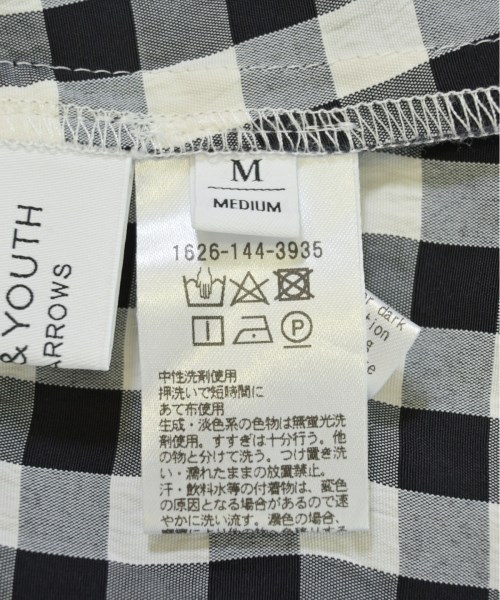 M
MEDIUM
& YOUTH
ARROWS
1626-144-3935
P
中性洗剤使用
押洗いで短時間に
あて布使用
生成・淡色系の色物は無蛍光洗
剤使用。すすぎは十分行う。他
の物と分けて洗う。つけ置き洗
い・濡れたままの放置禁止。
汗・飲料水等の付着物は、変色
の原因となる場合があるので速
やかに洗い流す。濃色の場合、
dark